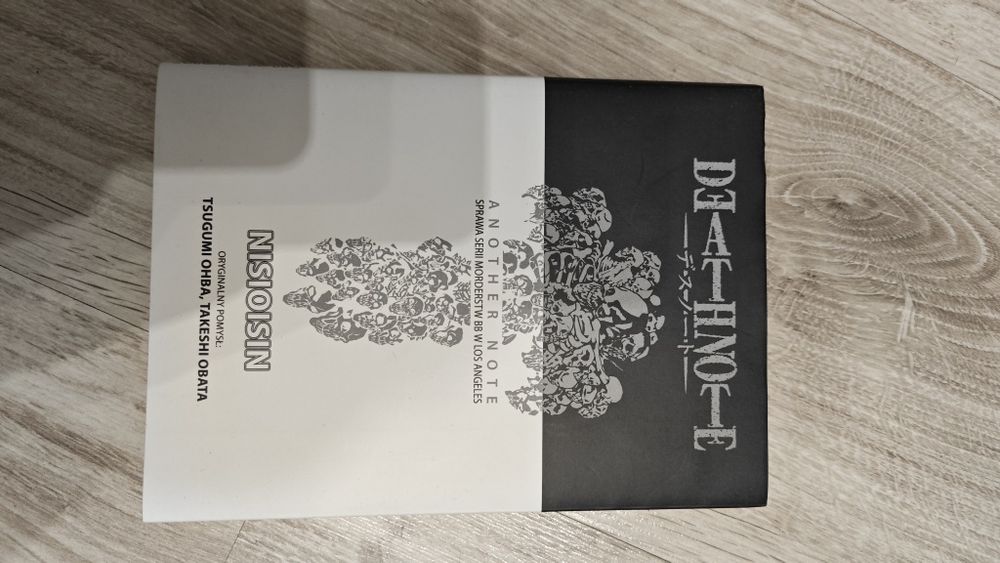 DEATH NOTE
デスノート
ANOTHER NOTE
SPRAWA SERII MORDERSTW BB W LOS ANGELES
NISIOISIN
ORYGINALNY POMYSŁ:
TSUGUMI OHBA, TAKESHI OBATA